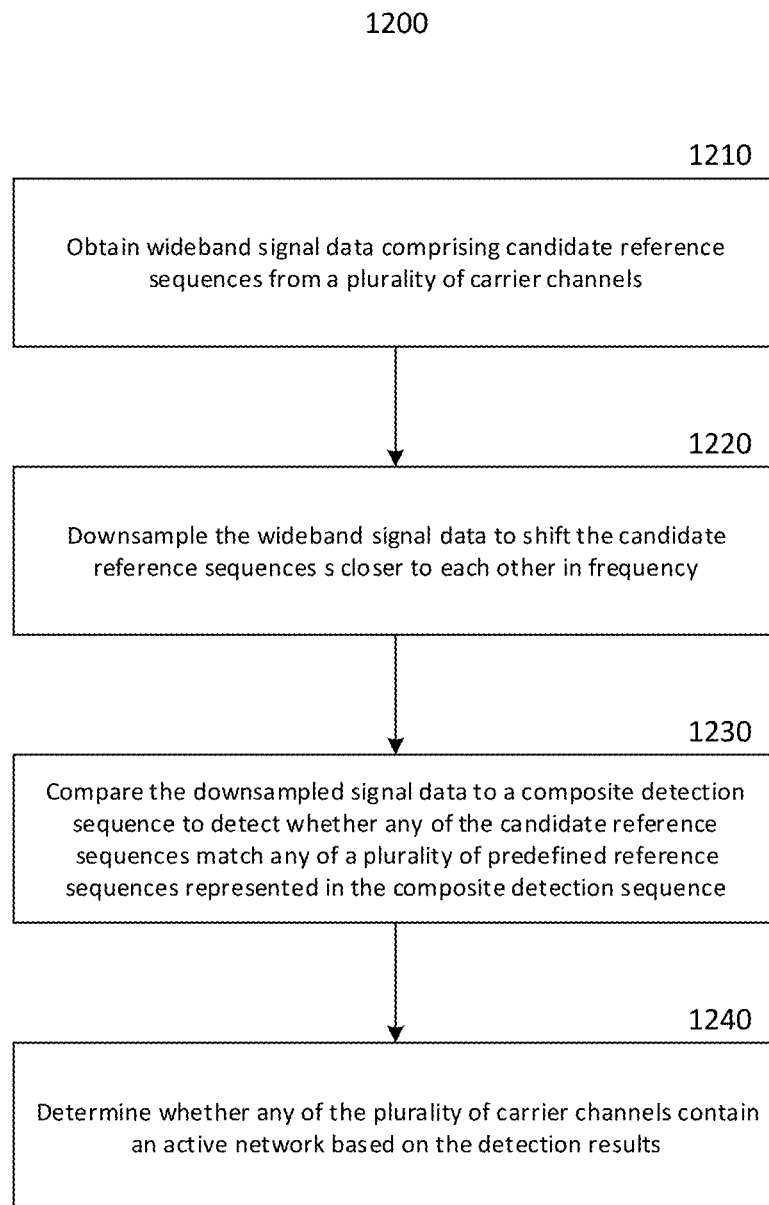 1200
1210
Obtain wideband signal data comprising candidate reference
sequences from a plurality of carrier channels
1220
Downsample the wideband signal data to shift the candidate
reference sequences s closer to each other in frequency
1230
Compare the downsampled signal data to a composite detection
sequence to detect whether any of the candidate reference
sequences match any of a plurality of predefined reference
sequences represented in the composite detection sequence
1240
Determine whether any of the plurality of carrier channels contain
an active network based on the detection results